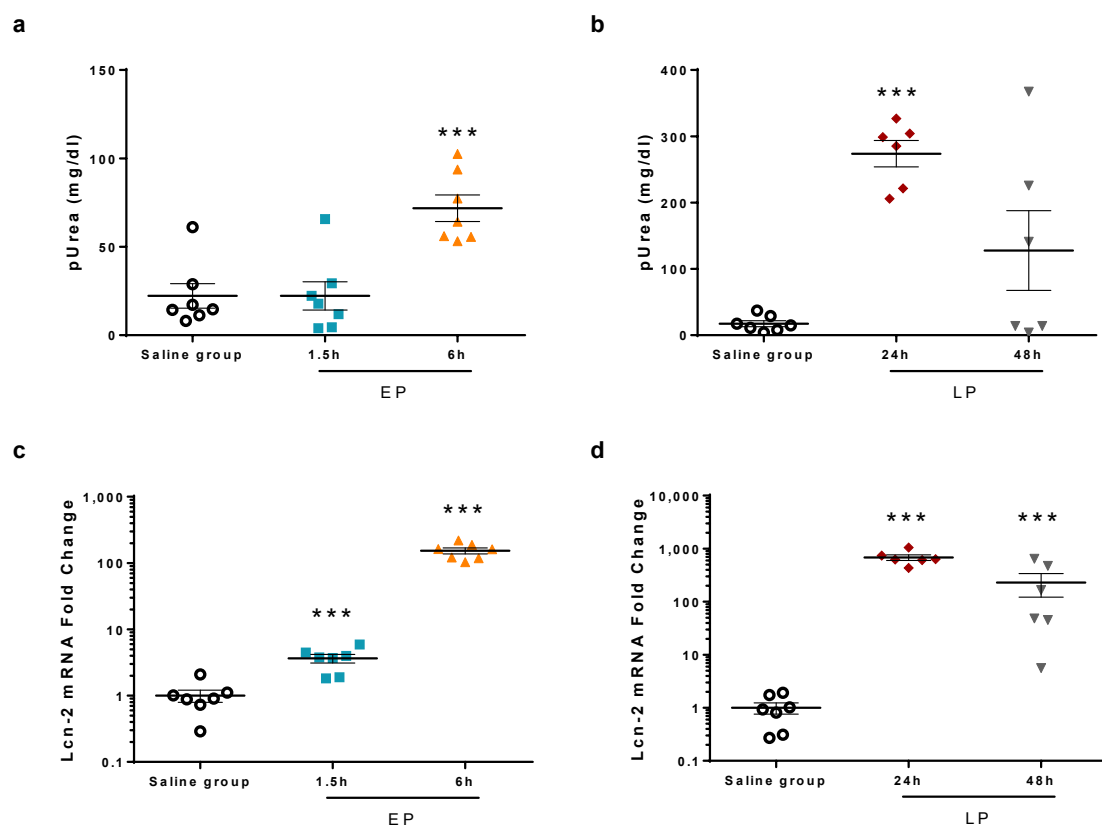 a
pUrea (mg/dl)
150
100
50
0
***
Saline group
1.5h
6h
EP
b
pUrea (mg/dl)
400
300
200
100
0
***
Saline group
24h
48h
LP
c
Lcn-2 mRNA Fold Change
1,000
100
10
1
0.1
***
***
Saline group
1.5h
6h
EP
d
Lcn-2 mRNA Fold Change
10,000
1,000
100
10
1
0.1
***
***
Saline group
24h
48h
LP